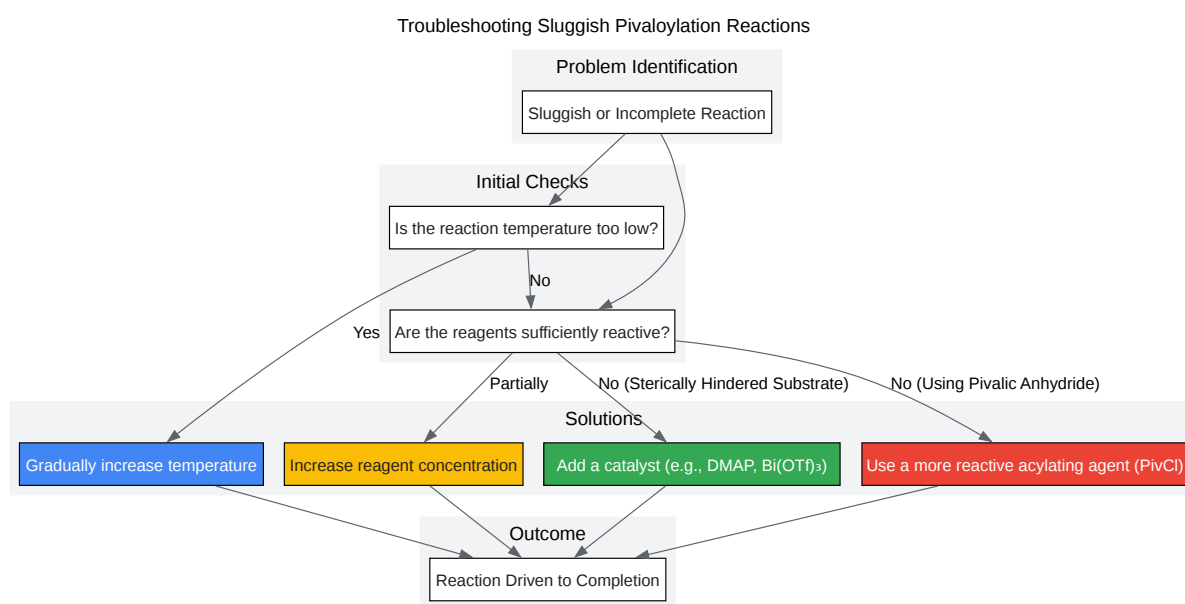 Troubleshooting Sluggish Pivaloylation Reactions
Problem Identification
Sluggish or Incomplete Reaction
Initial Checks
Is the reaction temperature too low?
No
Yes
Are the reagents sufficiently reactive?
Partially
No (Sterically Hindered Substrate)
No (Using Pivalic Anhydride)
Solutions
Gradually increase temperature
Increase reagent concentration
Add a catalyst (e.g., DMAP, Bi(OTf)₃)
Use a more reactive acylating agent (PivCl)
Outcome
Reaction Driven to Completion